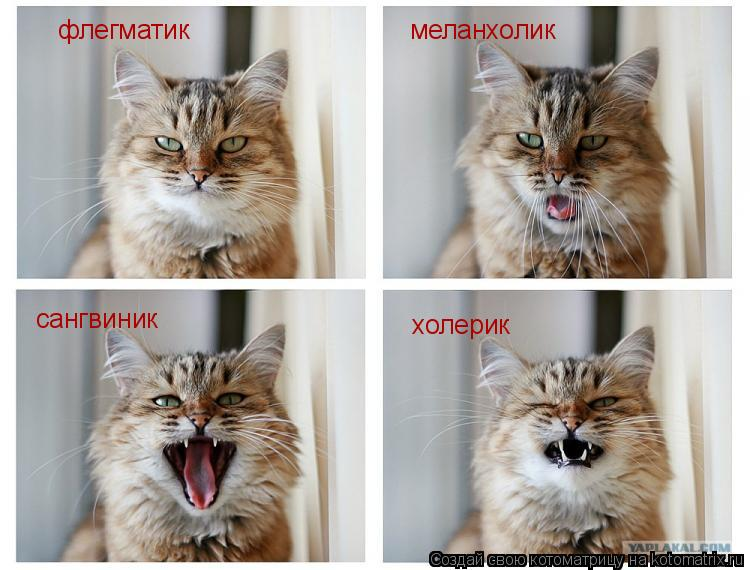 флегматик
меланхолик
сангвиник
холерик
YAPLAKAL.COM
Создай свою котоматрицу на kotomatrix.ru